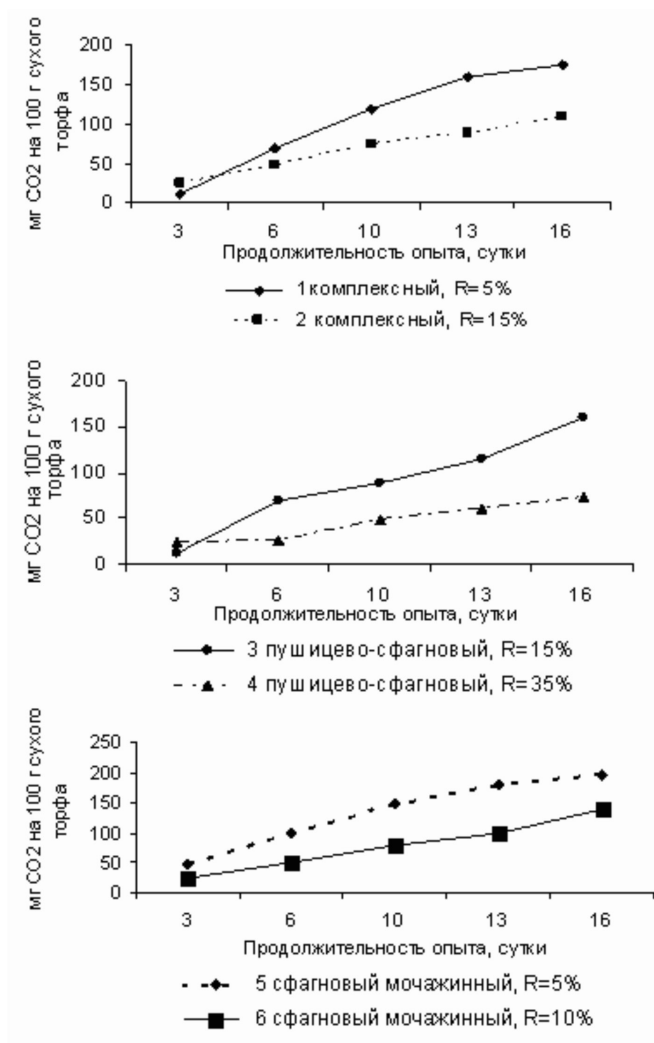 мг CO2 на 100 г сухого
торфа
200
150
100
50
0
3 6 10 13 16
Продолжительность опыта, сутки
1комплексный, R=5%
2 комплексный, R=15%
мг CO2 на 100 г сухого
торфа
200
150
100
50
0
3 6 10 13 16
Продолжительность опыта, сутки
3 пушицево-сфагновый, R=15%
4 пушицево-сфагновый, R=35%
мг CO2 на 100 г сухого
торфа
250
200
150
100
50
0
3 6 10 13 16
Продолжительность опыта, сутки
5 сфагновый мочажинный, R=5%
6 сфагновый мочажинный, R=10%